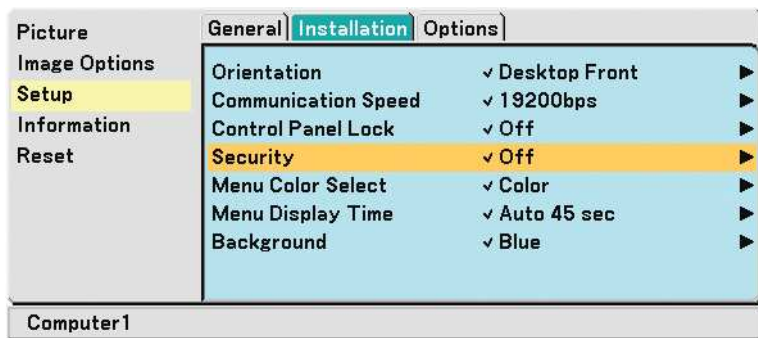 Picture
Image Options
Setup
Information
Reset
General Installation Options
Orientation ✓ Desktop Front ▶
Communication Speed ✓ 19200bps ▶
Control Panel Lock ✓ Off ▶
Security ✓ Off ▶
Menu Color Select ✓ Color ▶
Menu Display Time ✓ Auto 45 sec ▶
Background ✓ Blue ▶
Computer1